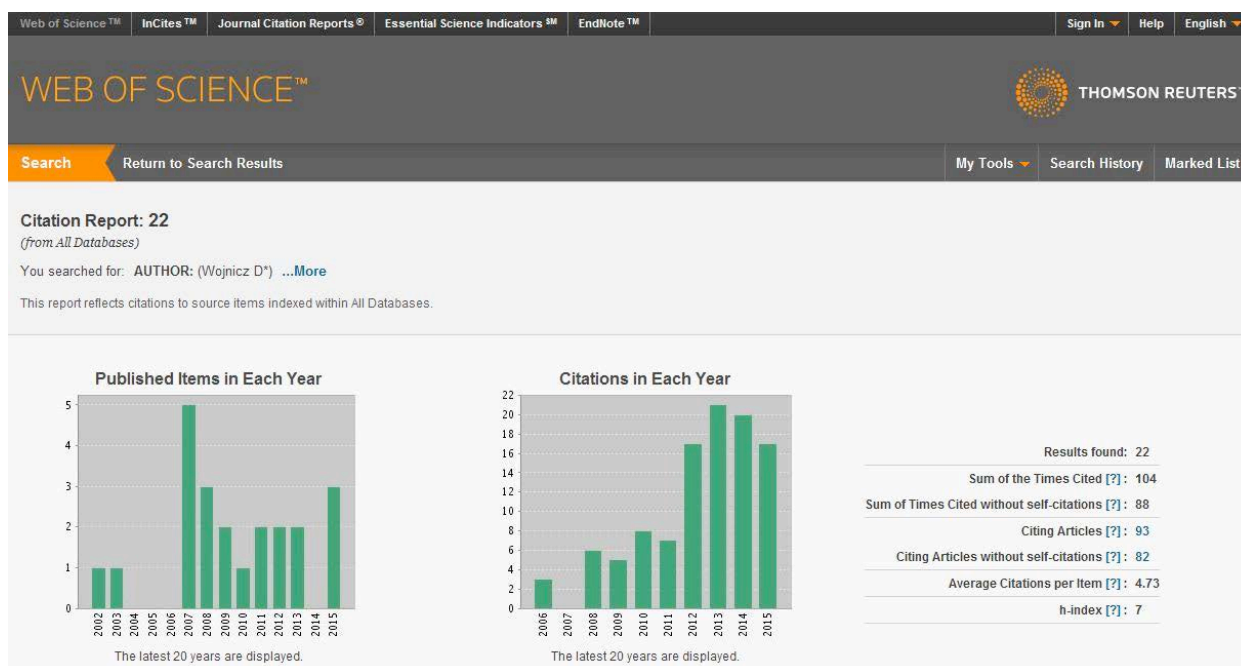 Web of Science™ InCites™ Journal Citation Reports® Essential Science Indicators℠ EndNote™ Sign In Help English
WEB OF SCIENCE™
THOMSON REUTERS™
Search Return to Search Results My Tools Search History Marked List
Citation Report: 22
(from All Databases)
You searched for: AUTHOR: (Wojnicz D*) ...More
This report reflects citations to source items indexed within All Databases.
Published Items in Each Year
5
4
3
2
1
0
2002 2003 2004 2005 2006 2007 2008 2009 2010 2011 2012 2013 2014 2015
The latest 20 years are displayed.
Citations in Each Year
22
20
18
16
14
12
10
8
6
4
2
0
2006 2007 2008 2009 2010 2011 2012 2013 2014 2015
The latest 20 years are displayed.
Results found: 22
Sum of the Times Cited [?] : 104
Sum of Times Cited without self-citations [?] : 88
Citing Articles [?] : 93
Citing Articles without self-citations [?] : 82
Average Citations per Item [?] : 4.73
h-index [?] : 7